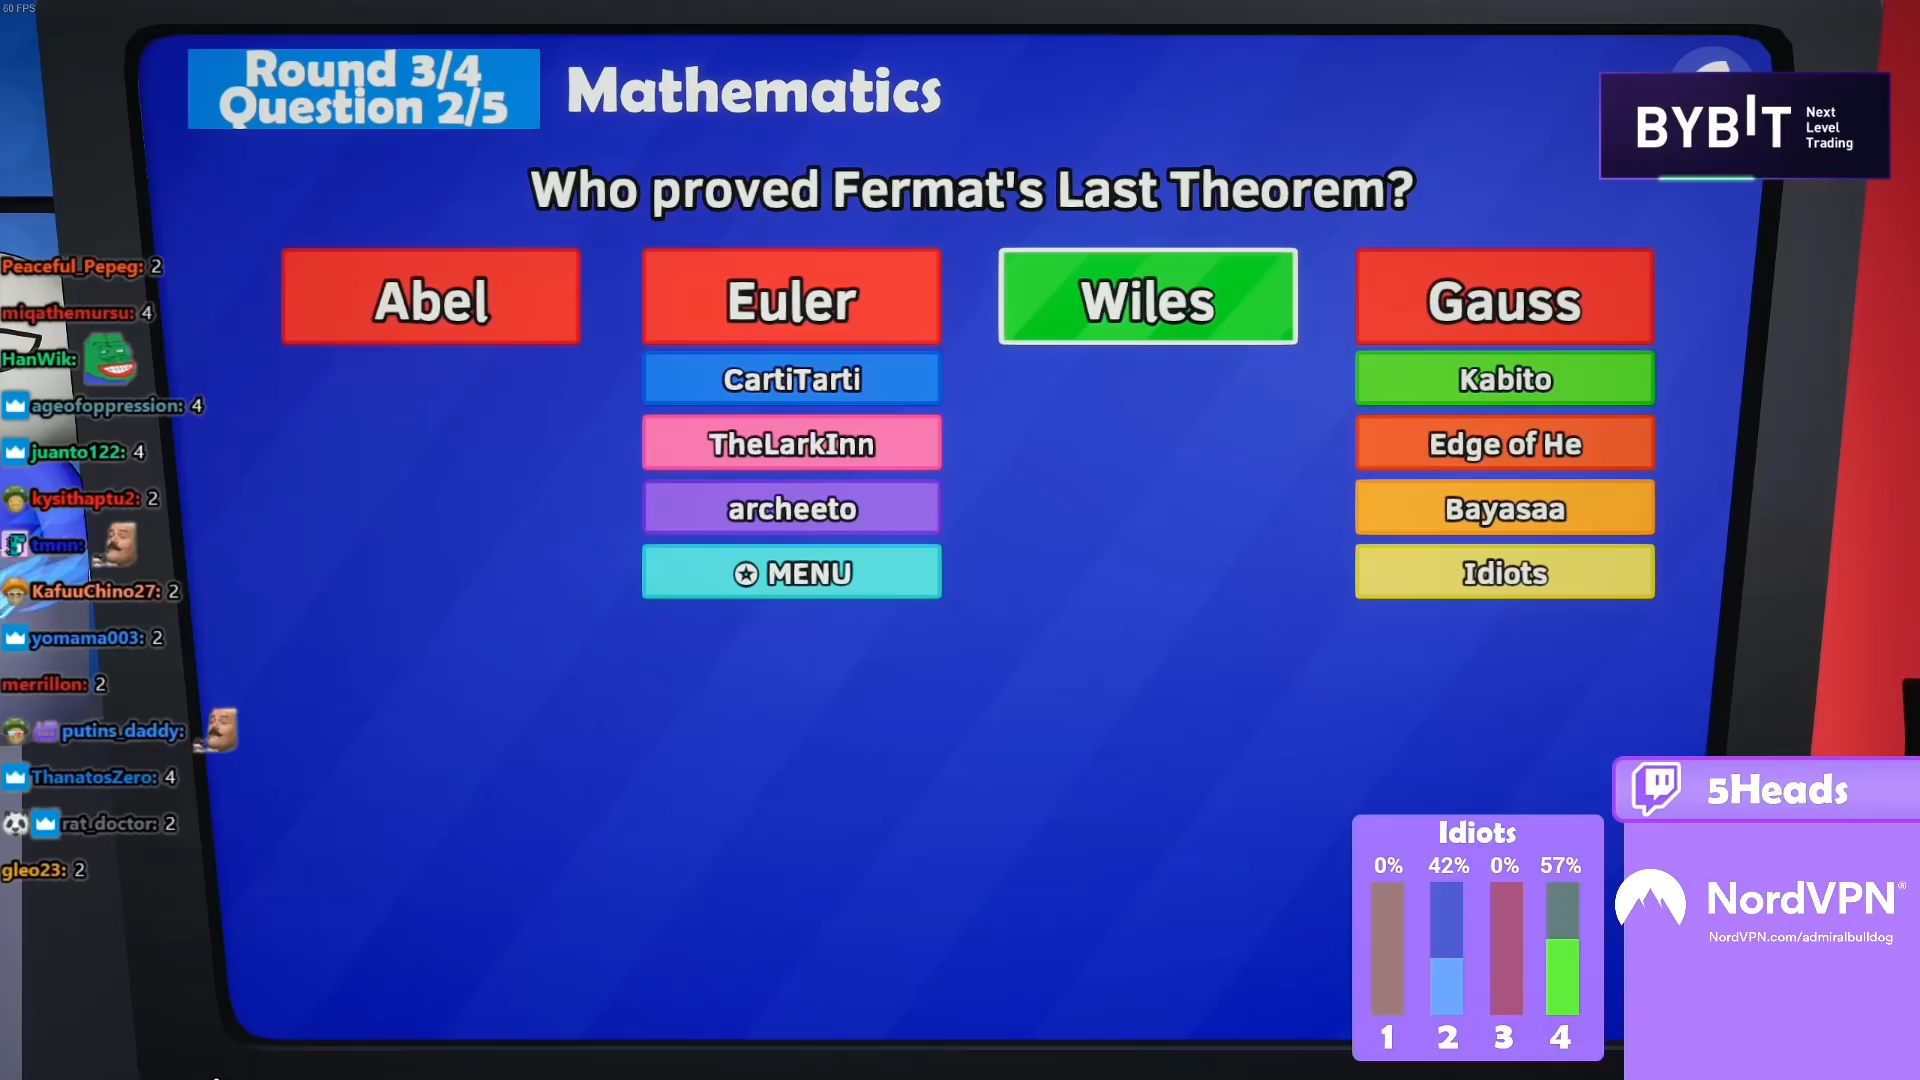 60 FPS
Round 3/4
Question 2/5
Mathematics
BYBIT
Next
Level
Trading
Who proved Fermat's Last Theorem?
Abel
Euler
Wiles
Gauss
CartiTarti
Kabito
TheLarkInn
Edge of He
archeeto
Bayasaa
MENU
Idiots
Peaceful_Pepeg: 2
miqathemursu: 4
HanWik:
ageofoppression: 4
juanto122: 4
kysithaptu2: 2
tmnn:
KafuuChino27: 2
yomama003: 2
merrillon: 2
putins_daddy:
ThanatosZero: 4
rat_doctor: 2
gleo23: 2
5Heads
Idiots
0% 42% 0% 57%
1 2 3 4
NordVPN®
NordVPN.com/admiralbulldog